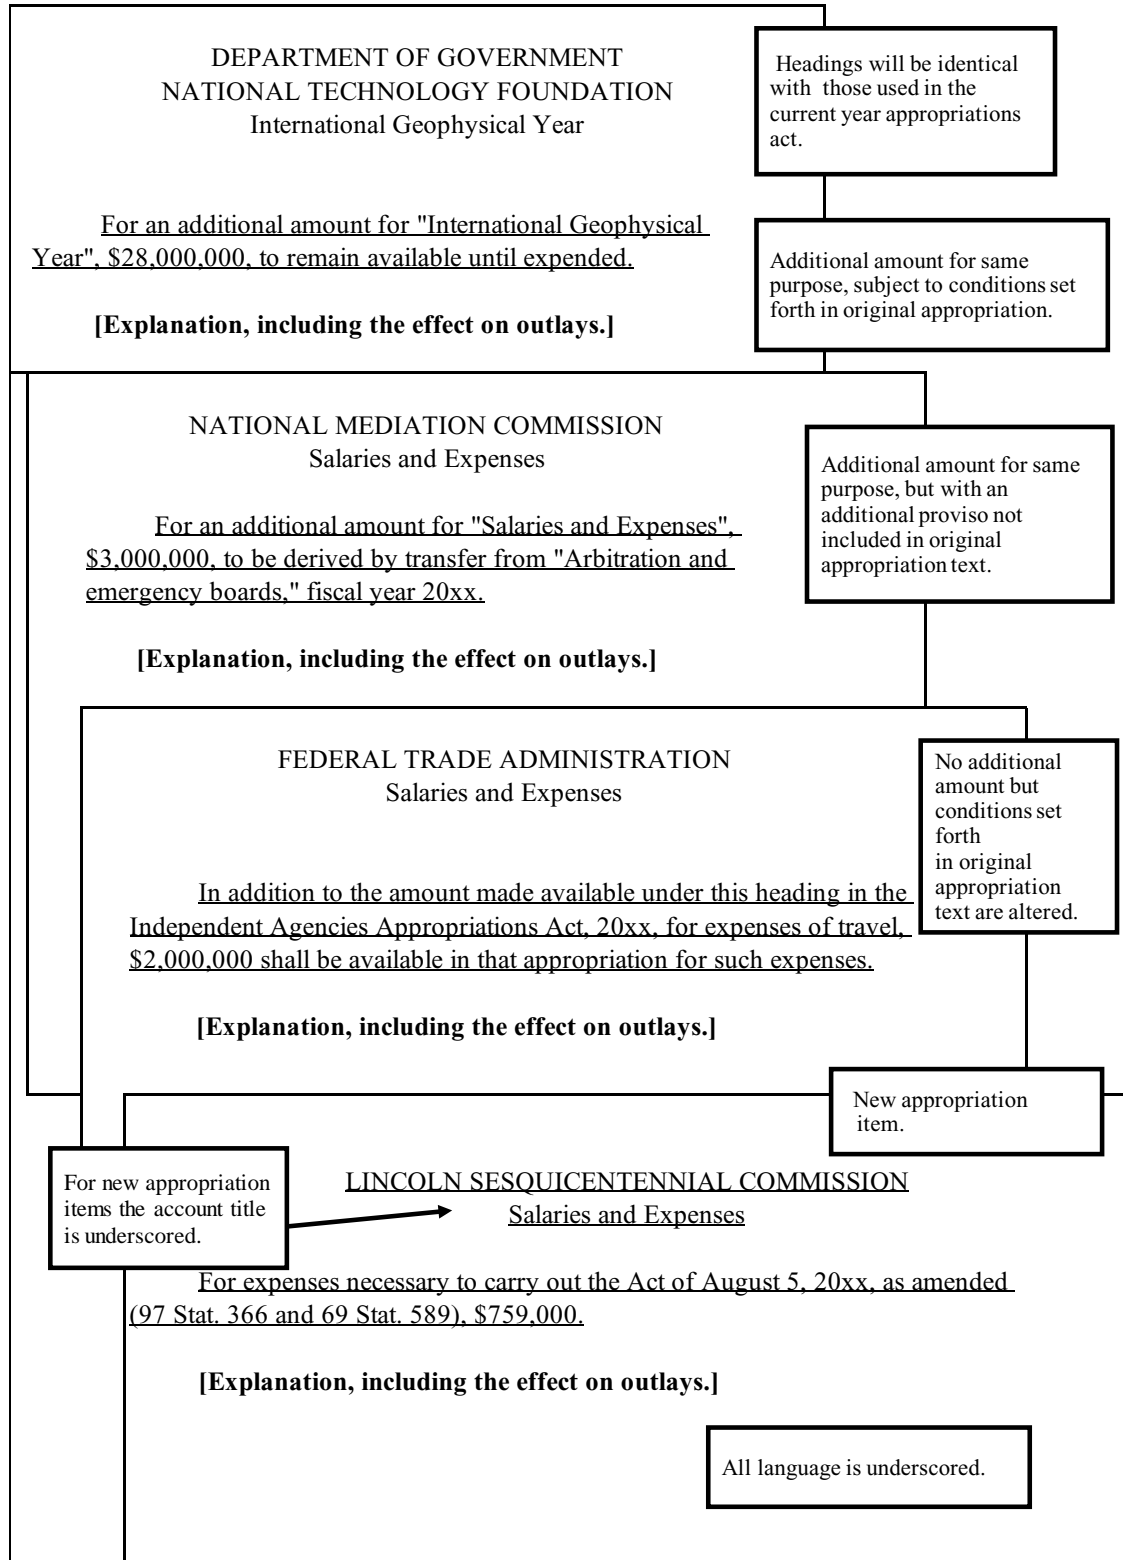 DEPARTMENT OF GOVERNMENT
NATIONAL TECHNOLOGY FOUNDATION
International Geophysical Year
Headings will be identical
with those used in the
current year appropriations
act.
For an additional amount for "International Geophysical
Year", $28,000,000, to remain available until expended.
Additional amount for same
purpose, subject to conditions set
forth in original appropriation.
[Explanation, including the effect on outlays.]
NATIONAL MEDIATION COMMISSION
Salaries and Expenses
Additional amount for same
purpose, but with an
additional proviso not
included in original
appropriation text.
For an additional amount for "Salaries and Expenses",
$3,000,000, to be derived by transfer from "Arbitration and
emergency boards," fiscal year 20xx.
[Explanation, including the effect on outlays.]
FEDERAL TRADE ADMINISTRATION
Salaries and Expenses
No additional
amount but
conditions set
forth
in original
appropriation
text are altered.
In addition to the amount made available under this heading in the
Independent Agencies Appropriations Act, 20xx, for expenses of travel,
$2,000,000 shall be available in that appropriation for such expenses.
[Explanation, including the effect on outlays.]
New appropriation
item.
For new appropriation
items the account title
is underscored.
LINCOLN SESQUICENTENNIAL COMMISSION
Salaries and Expenses
For expenses necessary to carry out the Act of August 5, 20xx, as amended
(97 Stat. 366 and 69 Stat. 589), $759,000.
[Explanation, including the effect on outlays.]
All language is underscored.